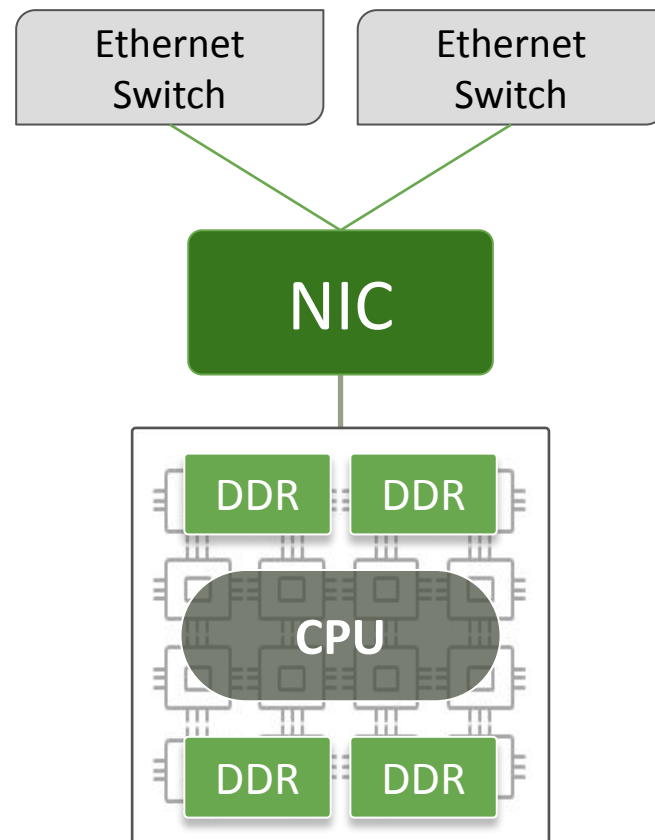 Ethernet
Switch
Ethernet
Switch
NIC
DDR
DDR
CPU
DDR
DDR